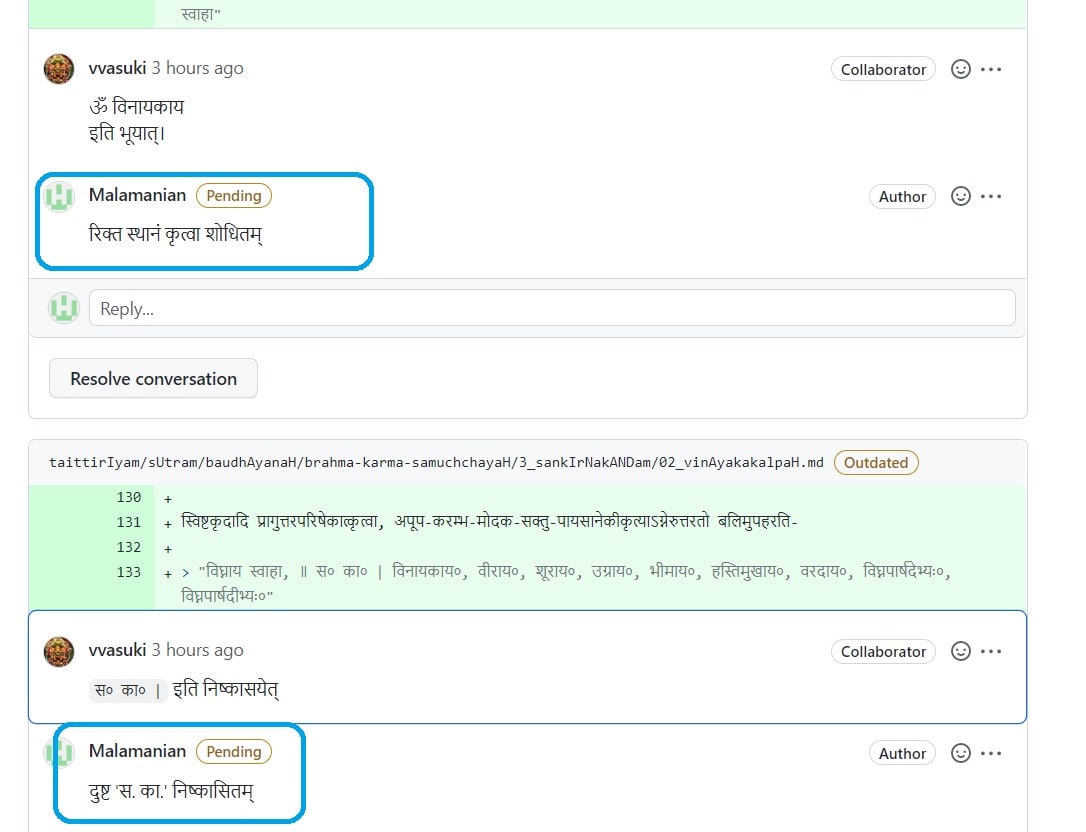 स्वाहा"
vvasuki 3 hours ago Collaborator
ॐ विनायकाय
इति भूयात्।
Malamanian Pending Author
रिक्त स्थानं कृत्वा शोधितम्
Reply...
Resolve conversation
taittirIyam/sUtram/baudhAyanaH/brahma-karma-samuchchayaH/3_sankIrNakANDam/02_vinAyakakalpaH.md Outdated
130 +
131 + स्विष्टकृदादि प्रागुत्तरपरिषेकात्कृत्वा, अपूप-करम्भ-मोदक-सक्तु-पायसानेकीकृत्याऽग्नेरुत्तरतो बलिमुपहरति-
132 +
133 + > "विघ्नाय स्वाहा, ॥ स० का० | विनायकाय०, वीराय०, शूराय०, उग्राय०, भीमाय०, हस्तिमुखाय०, वरदाय०, विघ्नपार्षदेभ्यः०,
विघ्नपार्षदीभ्यः०"
vvasuki 3 hours ago Collaborator
स० का० | इति निष्कासयेत्
Malamanian Pending Author
दुष्ट 'स. का.' निष्कासितम्